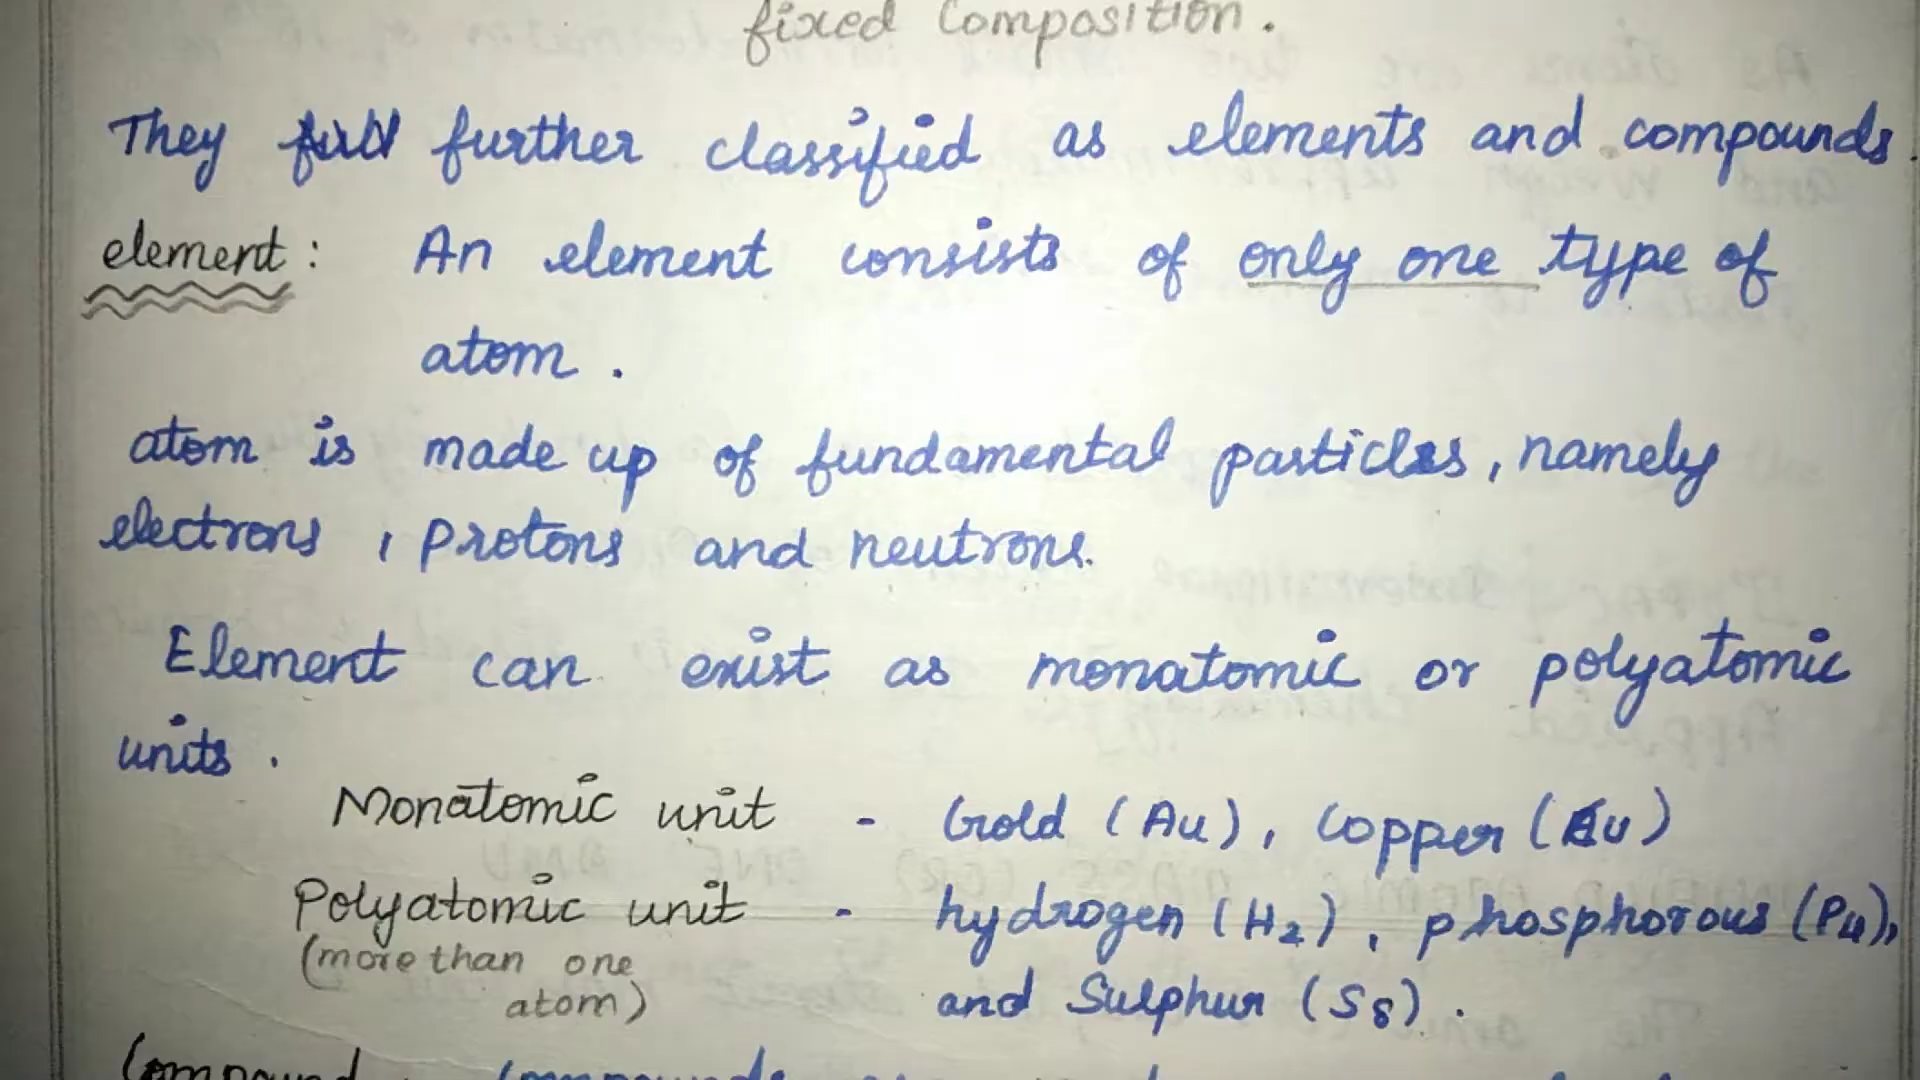 fixed Composition.
They further classified as elements and compounds.
element: An element consists of only one type of
atom.
atom is made up of fundamental particles, namely
electrons, protons and neutrons.
Element can exist as monatomic or polyatomic
units.
Monatomic unit - Gold (Au), Copper (Cu)
Polyatomic unit - hydrogen (H₂), phosphorous (P₄),
(more than one
atom) and Sulphur (S₈).
Compound